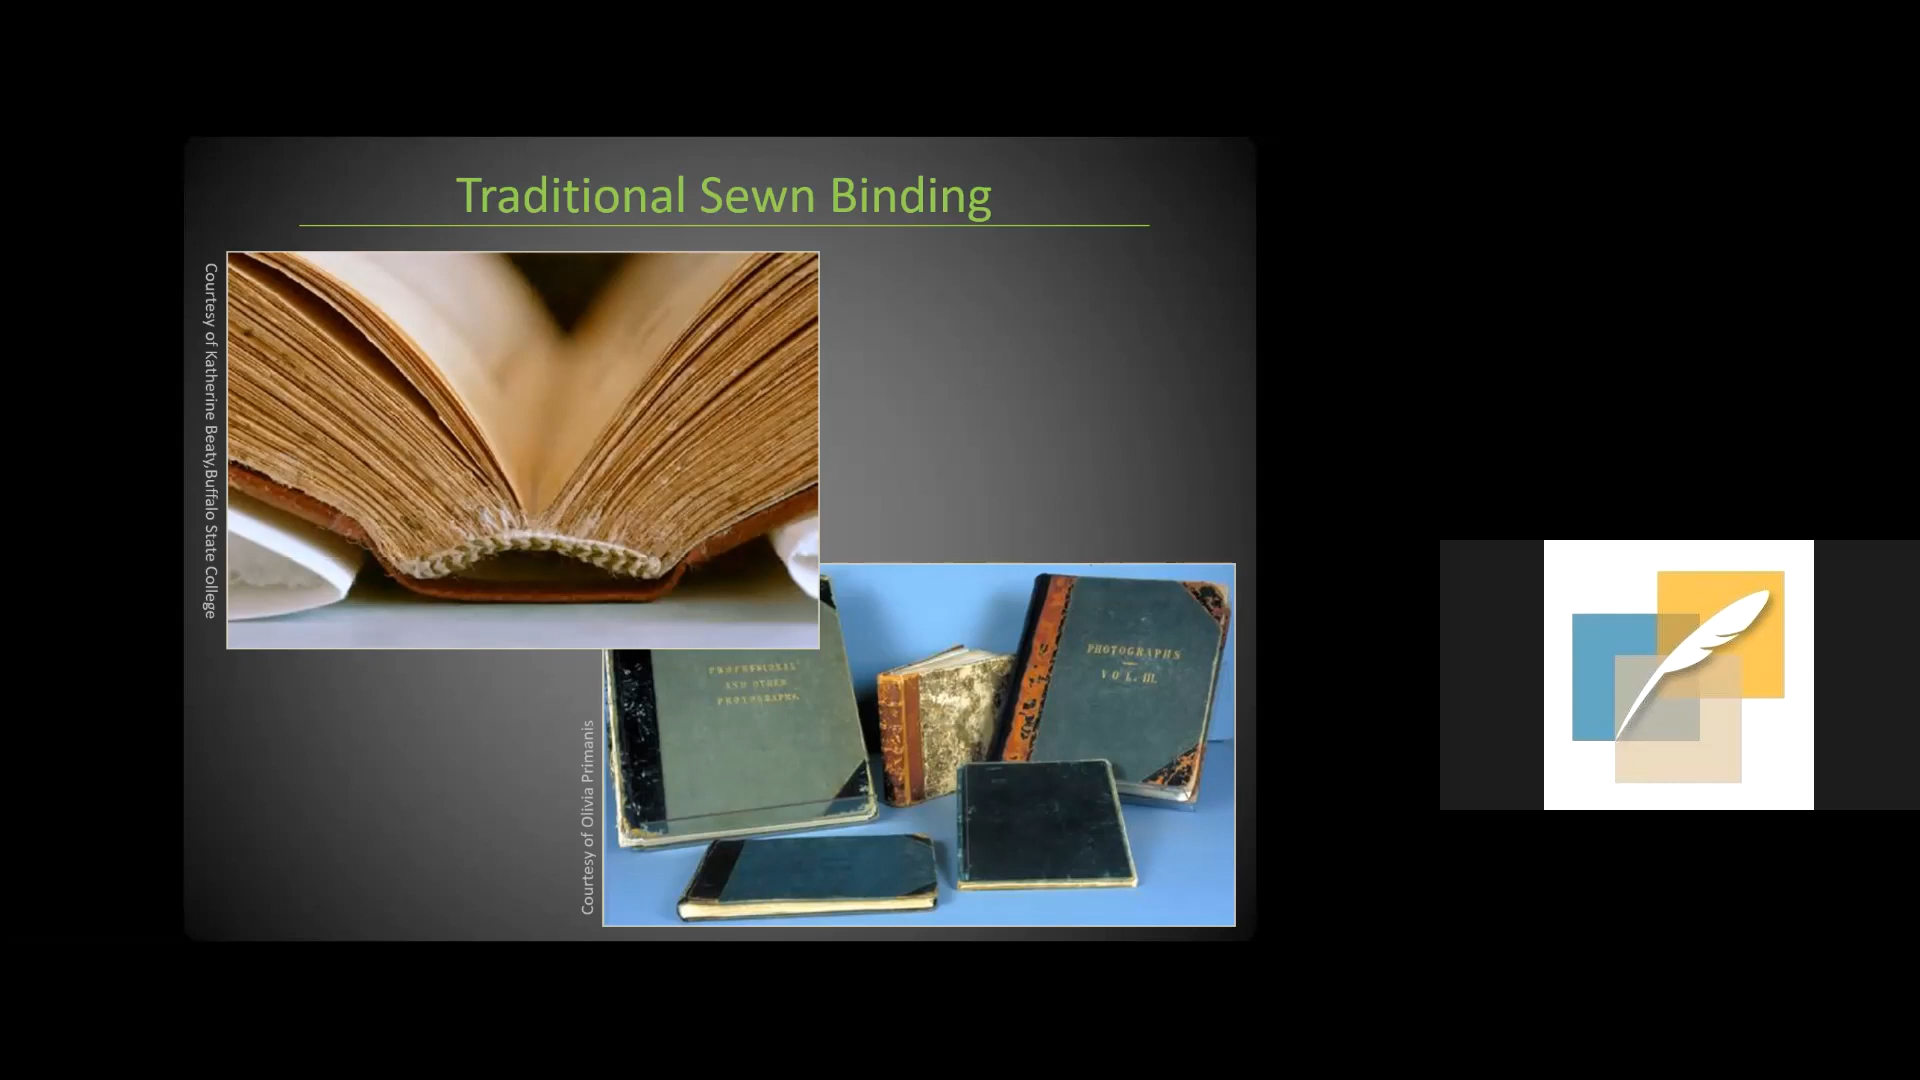 Traditional Sewn Binding
Courtesy of Katherine Beaty,Buffalo State College
PROFESSIONAL
AND OTHER
PHOTOGRAPHS.
PHOTOGRAPHS
VOL. III.
Courtesy of Olivia Primanis